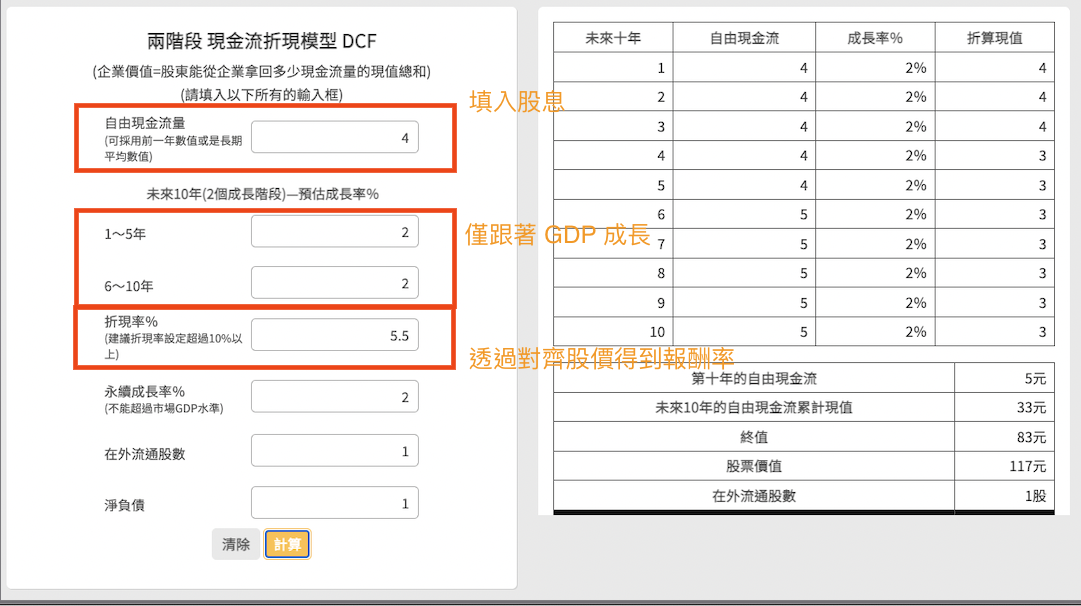 兩階段 現金流折現模型 DCF
(企業價值=股東能從企業拿回多少現金流量的現值總和)
(請填入以下所有的輸入框)
填入股息
自由現金流量
(可採用前一年數值或是長期
平均數值)
4
未來10年(2個成長階段)—預估成長率%
1～5年
2
僅跟著 GDP 成長
6～10年
2
折現率%
(建議折現率設定超過10%以
上)
5.5
透過對齊股價得到報酬率
永續成長率%
(不能超過市場GDP水準)
2
在外流通股數
1
淨負債
1
清除 計算
未來十年 自由現金流 成長率% 折算現值
1 4 2% 4
2 4 2% 4
3 4 2% 4
4 4 2% 3
5 4 2% 3
6 5 2% 3
7 5 2% 3
8 5 2% 3
9 5 2% 3
10 5 2% 3
第十年的自由現金流 5元
未來10年的自由現金流累計現值 33元
終值 83元
股票價值 117元
在外流通股數 1股